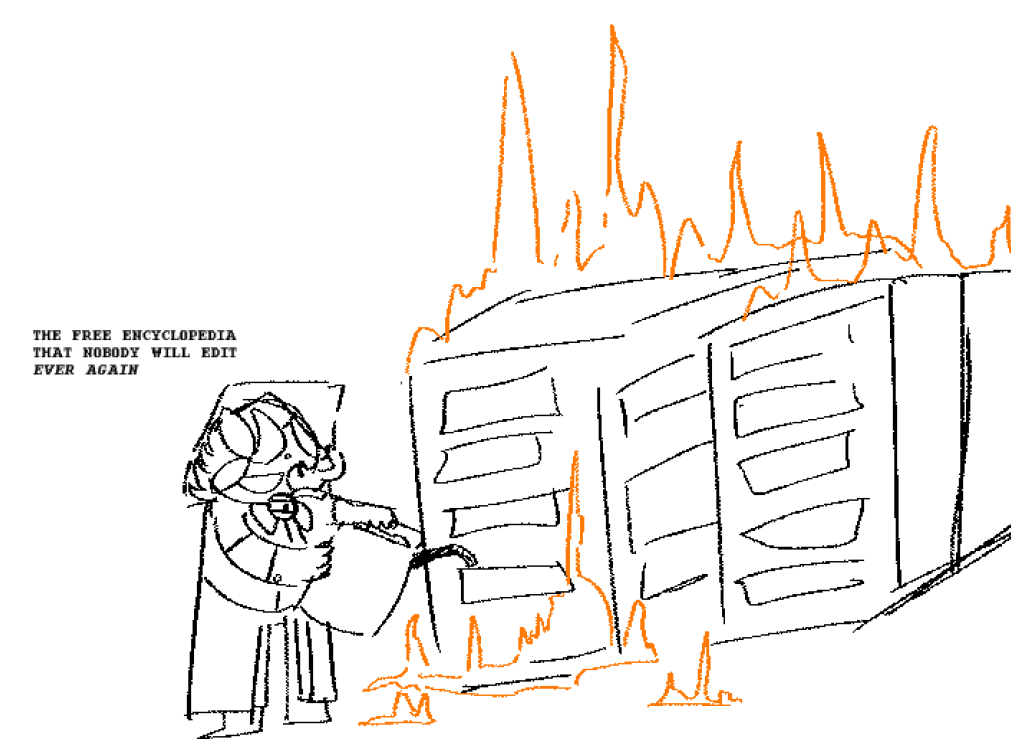 THE FREE ENCYCLOPEDIA
THAT NOBODY WILL EDIT
EVER AGAIN